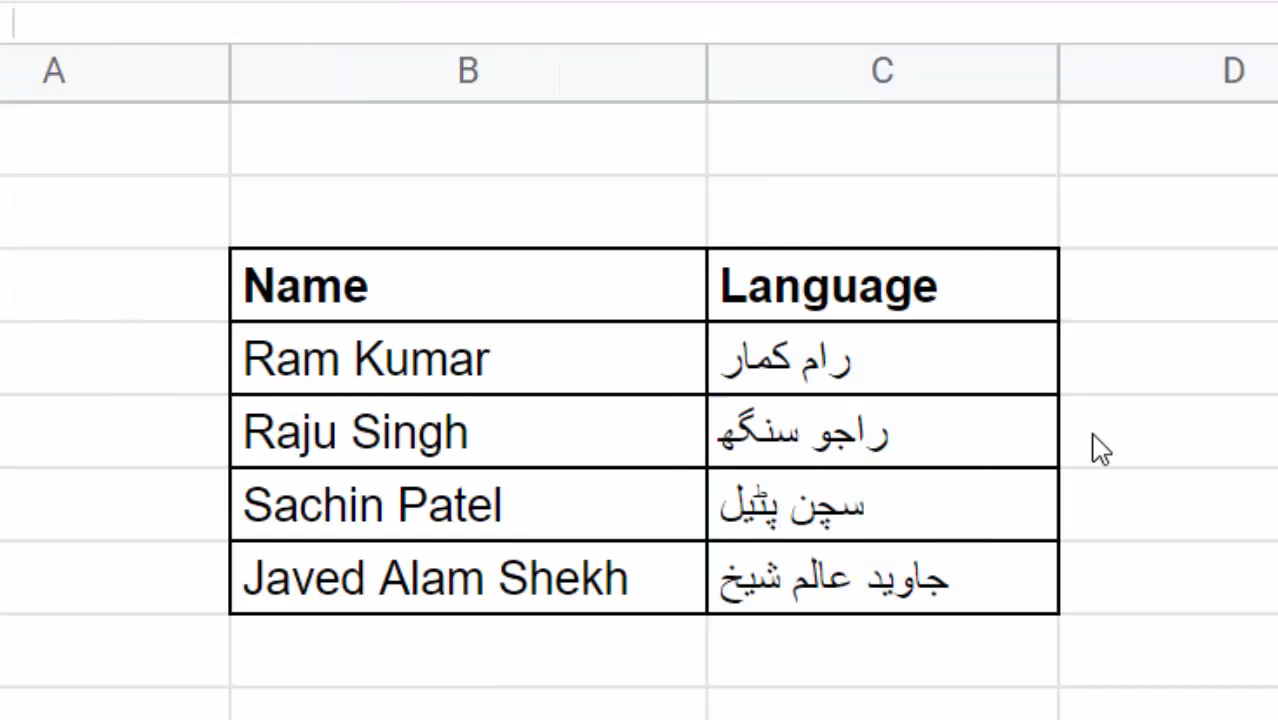 A B C D
Name Language
Ram Kumar رام کمار
Raju Singh راجو سنگھ
Sachin Patel سچن پٹیل
Javed Alam Shekh جاوید عالم شیخ